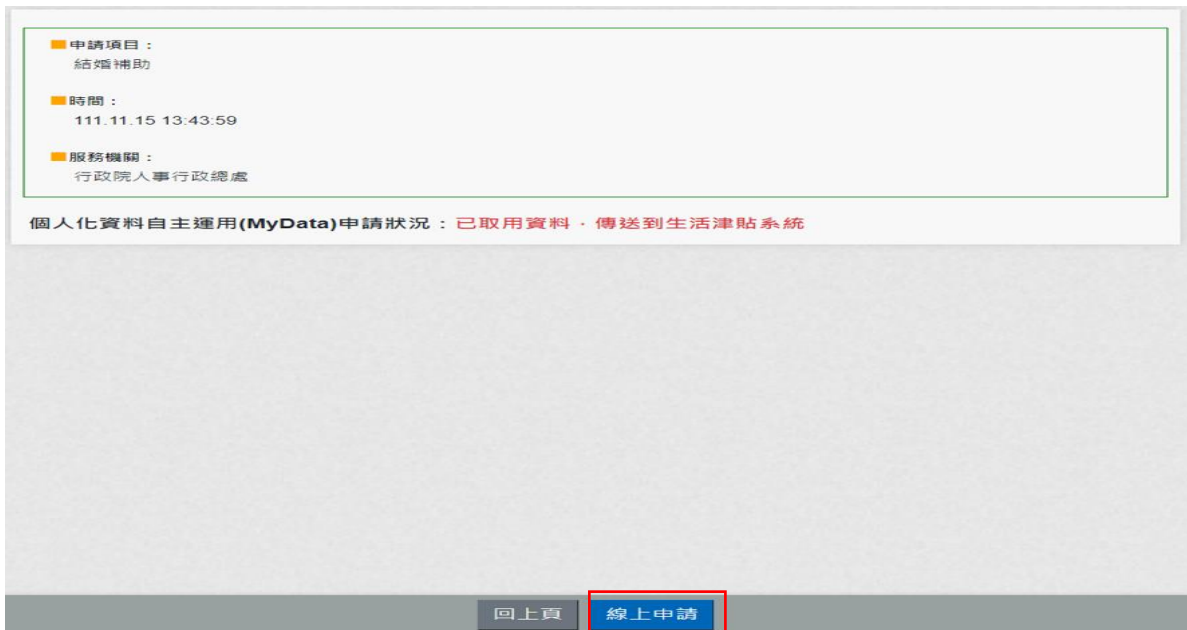 申請項目：
結婚補助
時間：
111.11.15 13:43:59
服務機關：
行政院人事行政總處
個人化資料自主運用(MyData)申請狀況：已取用資料，傳送到生活津貼系統
回上頁 線上申請